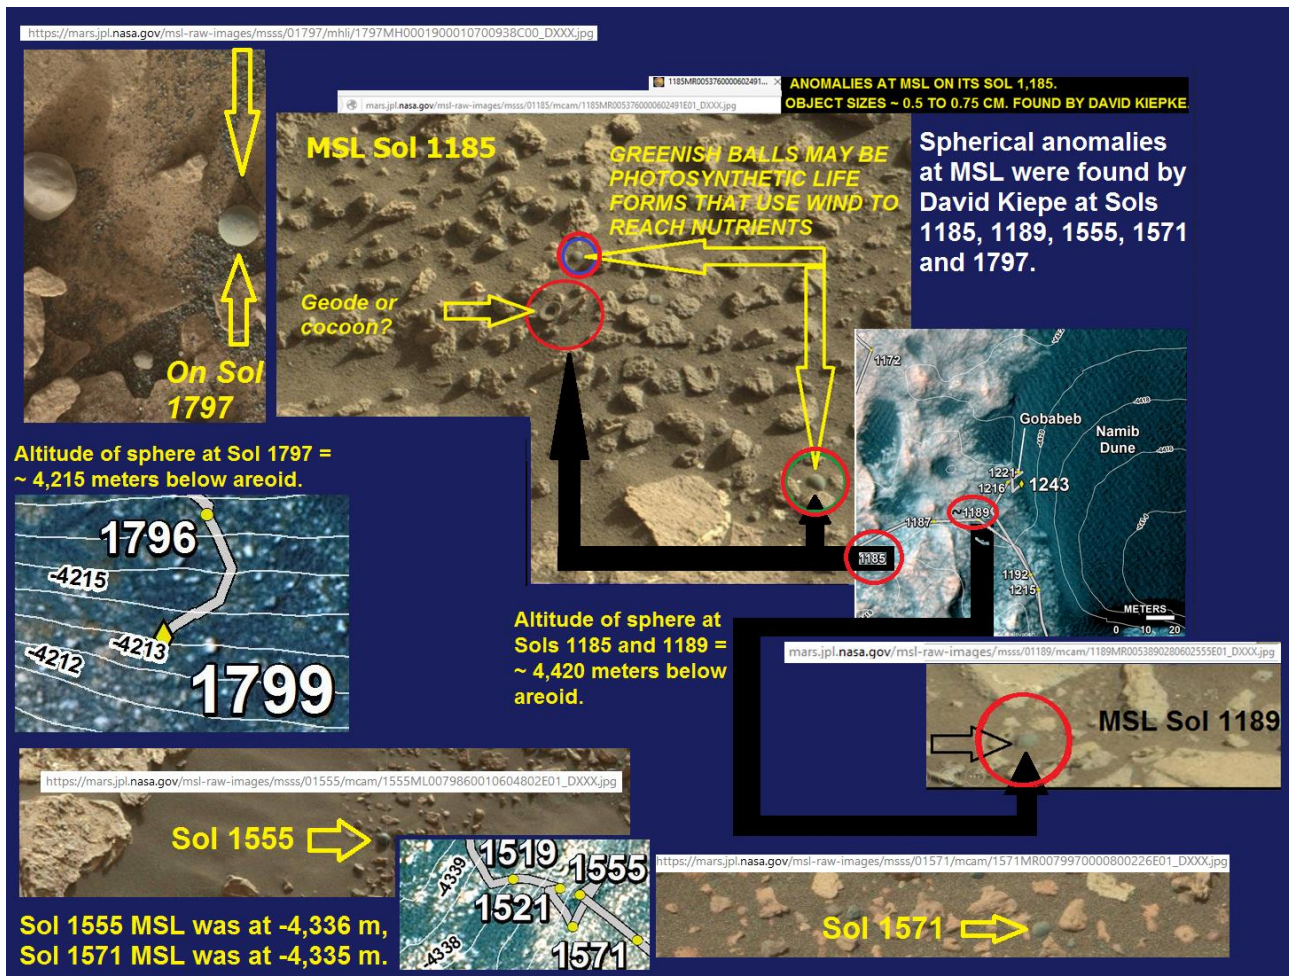 https://mars.jpl.nasa.gov/msl-raw-images/msss/01797/mhli/1797MH0001900010700938C00_DXXX.jpg
1185MR0053760000602491...
ANOMALIES AT MSL ON ITS SOL 1,185.
mars.jpl.nasa.gov/msl-raw-images/msss/01185/mcam/1185MR0053760000602491E01_DXXX.jpg
OBJECT SIZES ~ 0.5 TO 0.75 CM. FOUND BY DAVID KIEPKE.
MSL Sol 1185
GREENISH BALLS MAY BE
PHOTOSYNTHETIC LIFE
FORMS THAT USE WIND TO
REACH NUTRIENTS
Spherical anomalies
at MSL were found by
David Kiepe at Sols
1185, 1189, 1555, 1571
and 1797.
Geode or
cocoon?
On Sol
1797
1172
Gobabeb
Namib
Dune
-4420
-4418
-4416
1221
1216
1243
1187
~1189
1185
1192
1215
METERS
0 10 20
Altitude of sphere at Sol 1797 =
~ 4,215 meters below areoid.
1796
-4215
-4213
-4212
1799
Altitude of sphere at
Sols 1185 and 1189 =
~ 4,420 meters below
areoid.
mars.jpl.nasa.gov/msl-raw-images/msss/01189/mcam/1189MR0053890280602555E01_DXXX.jpg
MSL Sol 1189
https://mars.jpl.nasa.gov/msl-raw-images/msss/01555/mcam/1555ML0079860010604802E01_DXXX.jpg
Sol 1555
1519
1555
-4339
1521
-4338
1571
https://mars.jpl.nasa.gov/msl-raw-images/msss/01571/mcam/1571MR0079970000800226E01_DXXX.jpg
Sol 1571
Sol 1555 MSL was at -4,336 m,
Sol 1571 MSL was at -4,335 m.